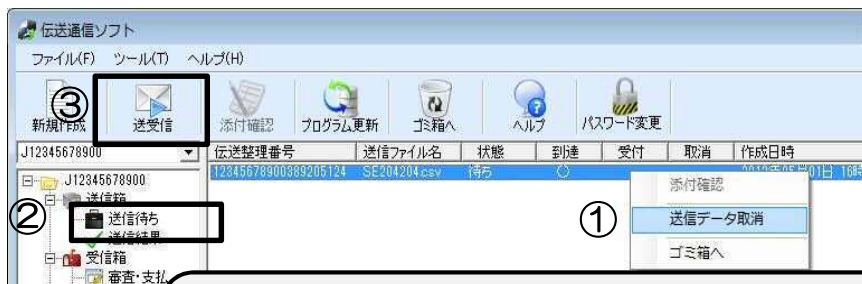 伝送通信ソフト
ファイル(F) ツール(T) ヘルプ(H)
③
新規作成 送受信 添付確認 プログラム更新 ゴミ箱へ ヘルプ パスワード変更
J12345678900
伝送整理番号 送信ファイル名 状態 到達 受付 取消 作成日時
12345678900389205124 SE204204.csv 待ち ○
J12345678900
添付確認
送信箱
② 送信待ち
① 送信データ取消
送信結果
ゴミ箱へ
受信箱
審査・支払